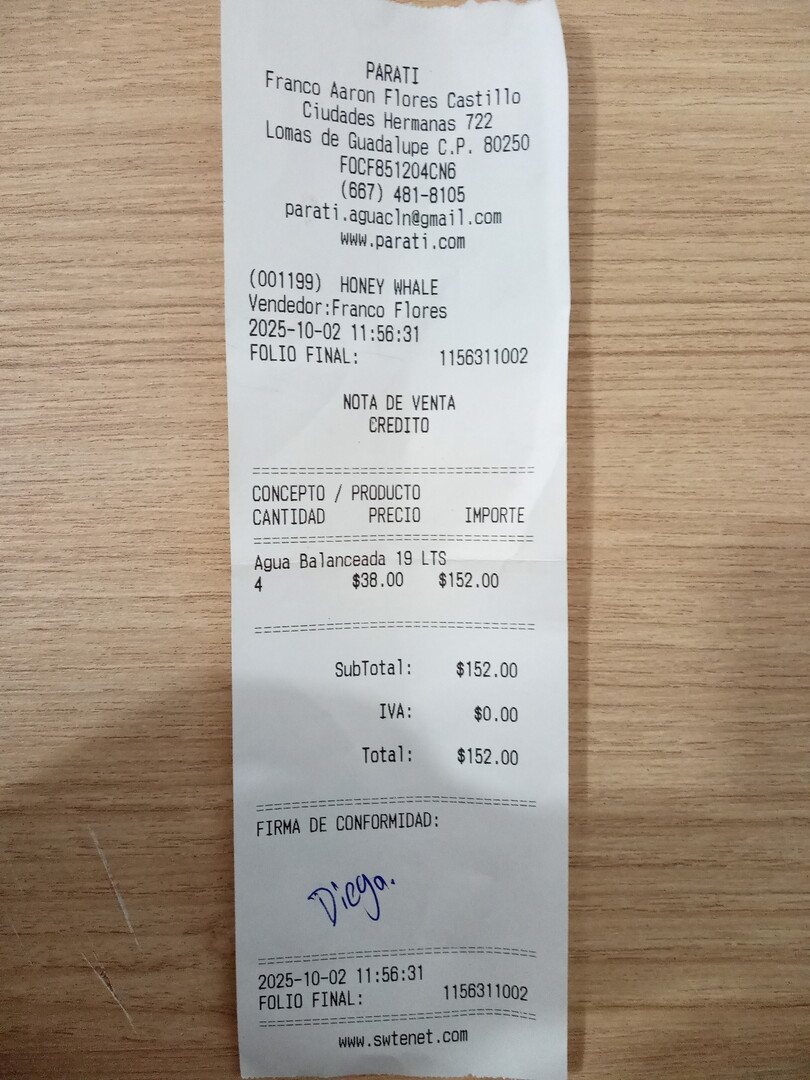 PARATI
Franco Aaron Flores Castillo
Ciudades Hermanas 722
Lomas de Guadalupe C.P. 80250
FOCF851204CN6
(667) 481-8105
parati.aguacln@gmail.com
www.parati.com
(001199) HONEY WHALE
Vendedor:Franco Flores
2025-10-02 11:56:31
FOLIO FINAL: 1156311002
NOTA DE VENTA
CREDITO
================================
CONCEPTO / PRODUCTO
CANTIDAD PRECIO IMPORTE
================================
Agua Balanceada 19 LTS
4 $38.00 $152.00
================================
SubTotal: $152.00
IVA: $0.00
Total: $152.00
================================
FIRMA DE CONFORMIDAD:
Diego.
================================
2025-10-02 11:56:31
FOLIO FINAL: 1156311002
================================
www.swtenet.com